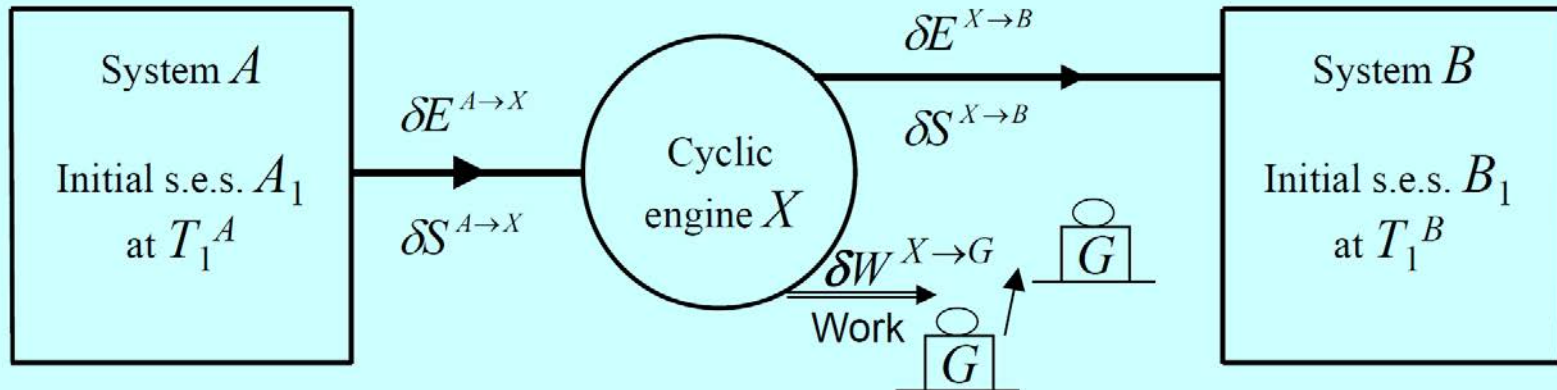 System A
Initial s.e.s. A₁
at T₁ᴬ
δE^{A→X}
δS^{A→X}
Cyclic
engine X
δE^{X→B}
δS^{X→B}
δW^{X→G}
Work
G
G
System B
Initial s.e.s. B₁
at T₁ᴮ